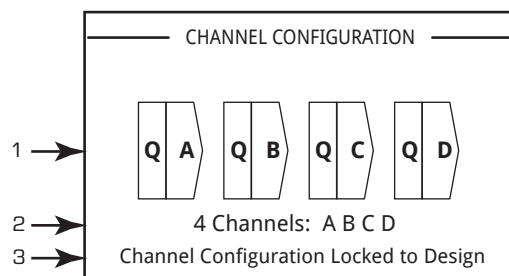 CHANNEL CONFIGURATION
1 Q A Q B Q C Q D
2 4 Channels: A B C D
3 Channel Configuration Locked to Design